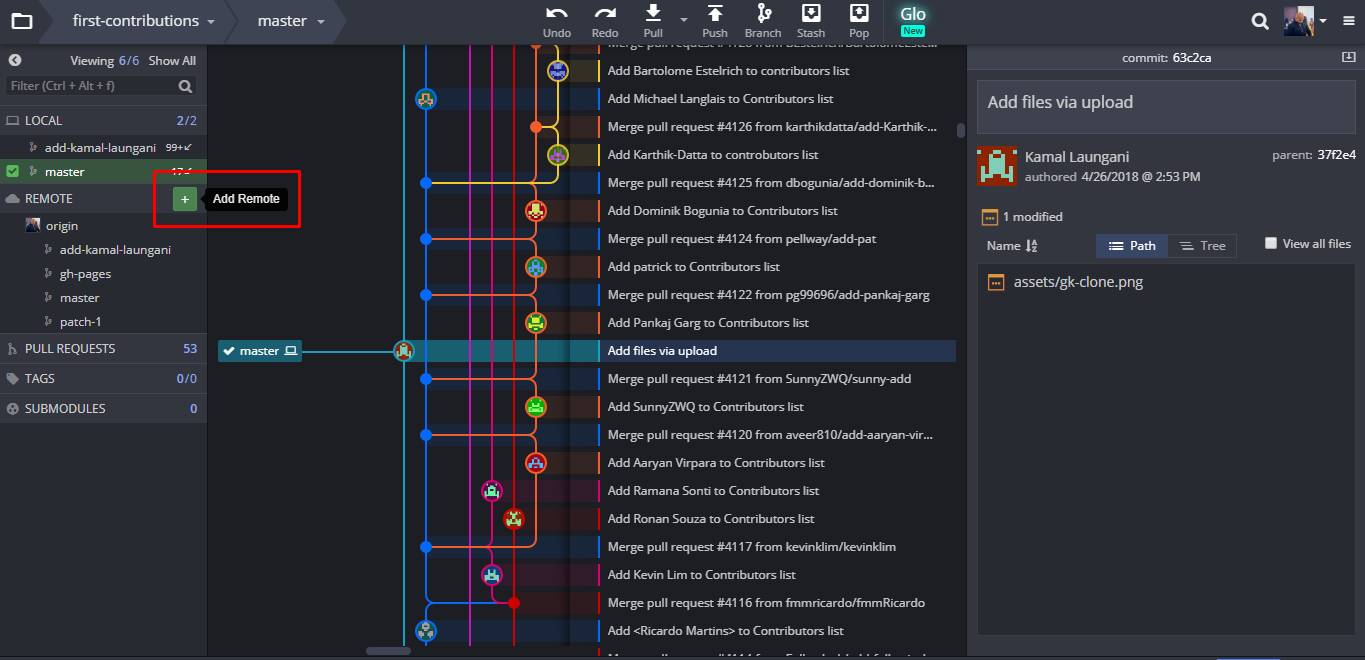 first-contributions
master
Undo
Redo
Pull
Push
Branch
Stash
Pop
Glo
New
Viewing 6/6 Show All
Filter (Ctrl + Alt + f)
LOCAL 2/2
add-kamal-laungani 99+
master 17
REMOTE
+
Add Remote
origin
add-kamal-laungani
gh-pages
master
patch-1
PULL REQUESTS 53
TAGS 0/0
SUBMODULES 0
master
Add Bartolome Estelrich to contributors list
Add Michael Langlais to Contributors list
Merge pull request #4126 from karthikdatta/add-Karthik-...
Add Karthik-Datta to controbutors list
Merge pull request #4125 from dbogunia/add-dominik-b...
Add Dominik Bogunia to Contributors list
Merge pull request #4124 from pellway/add-pat
Add patrick to Contributors list
Merge pull request #4122 from pg99696/add-pankaj-garg
Add Pankaj Garg to Contributors list
Add files via upload
Merge pull request #4121 from SunnyZWQ/sunny-add
Add SunnyZWQ to Contributors list
Merge pull request #4120 from aveer810/add-aaryan-vir...
Add Aaryan Virpara to Contributors list
Add Ramana Sonti to Contributors list
Add Ronan Souza to Contributors list
Merge pull request #4117 from kevinklim/kevinklim
Add Kevin Lim to Contributors list
Merge pull request #4116 from fmmricardo/fmmRicardo
Add <Ricardo Martins> to Contributors list
commit: 63c2ca
Add files via upload
Kamal Laungani
authored 4/26/2018 @ 2:53 PM
parent: 37f2e4
1 modified
Name
Path
Tree
View all files
assets/gk-clone.png